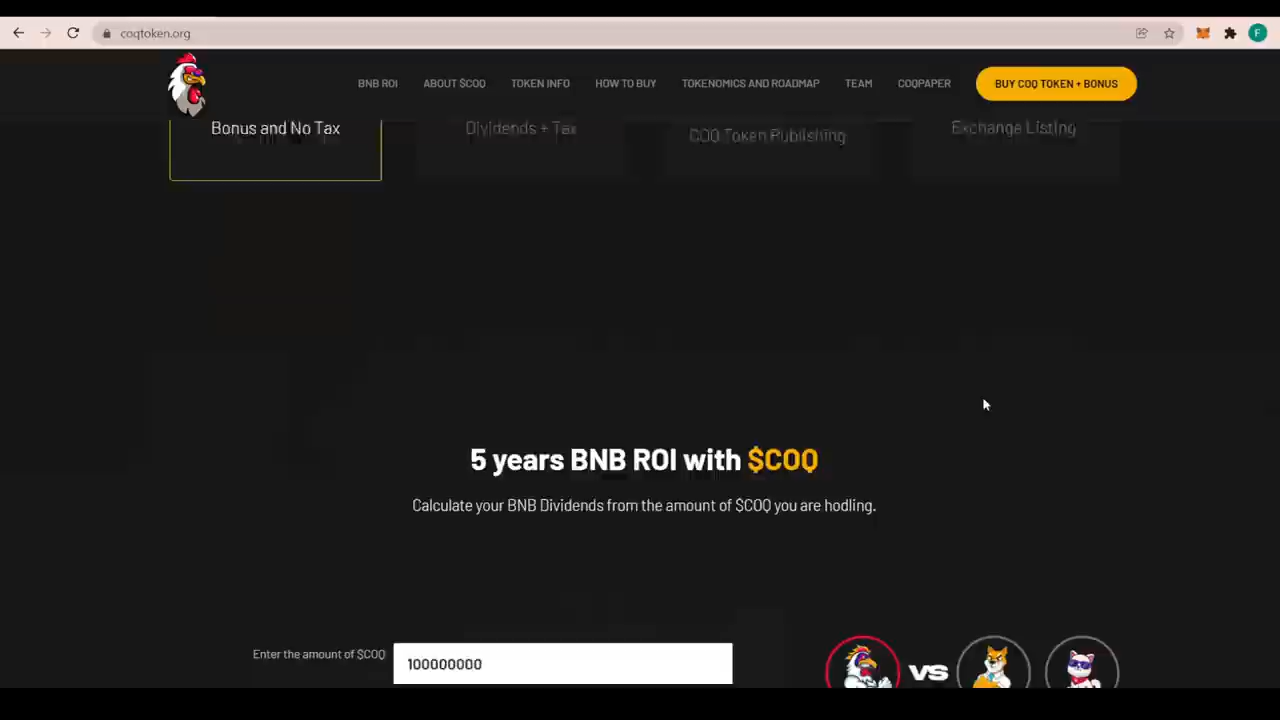 coqtoken.org
F
BNB ROI
ABOUT $COQ
TOKEN INFO
HOW TO BUY
TOKENOMICS AND ROADMAP
TEAM
COQPAPER
BUY COQ TOKEN + BONUS
Bonus and No Tax
Dividends + Tax
COQ Token Publishing
Exchange Listing
5 years BNB ROI with $COQ
Calculate your BNB Dividends from the amount of $COQ you are hodling.
Enter the amount of $COQ
100000000
VS